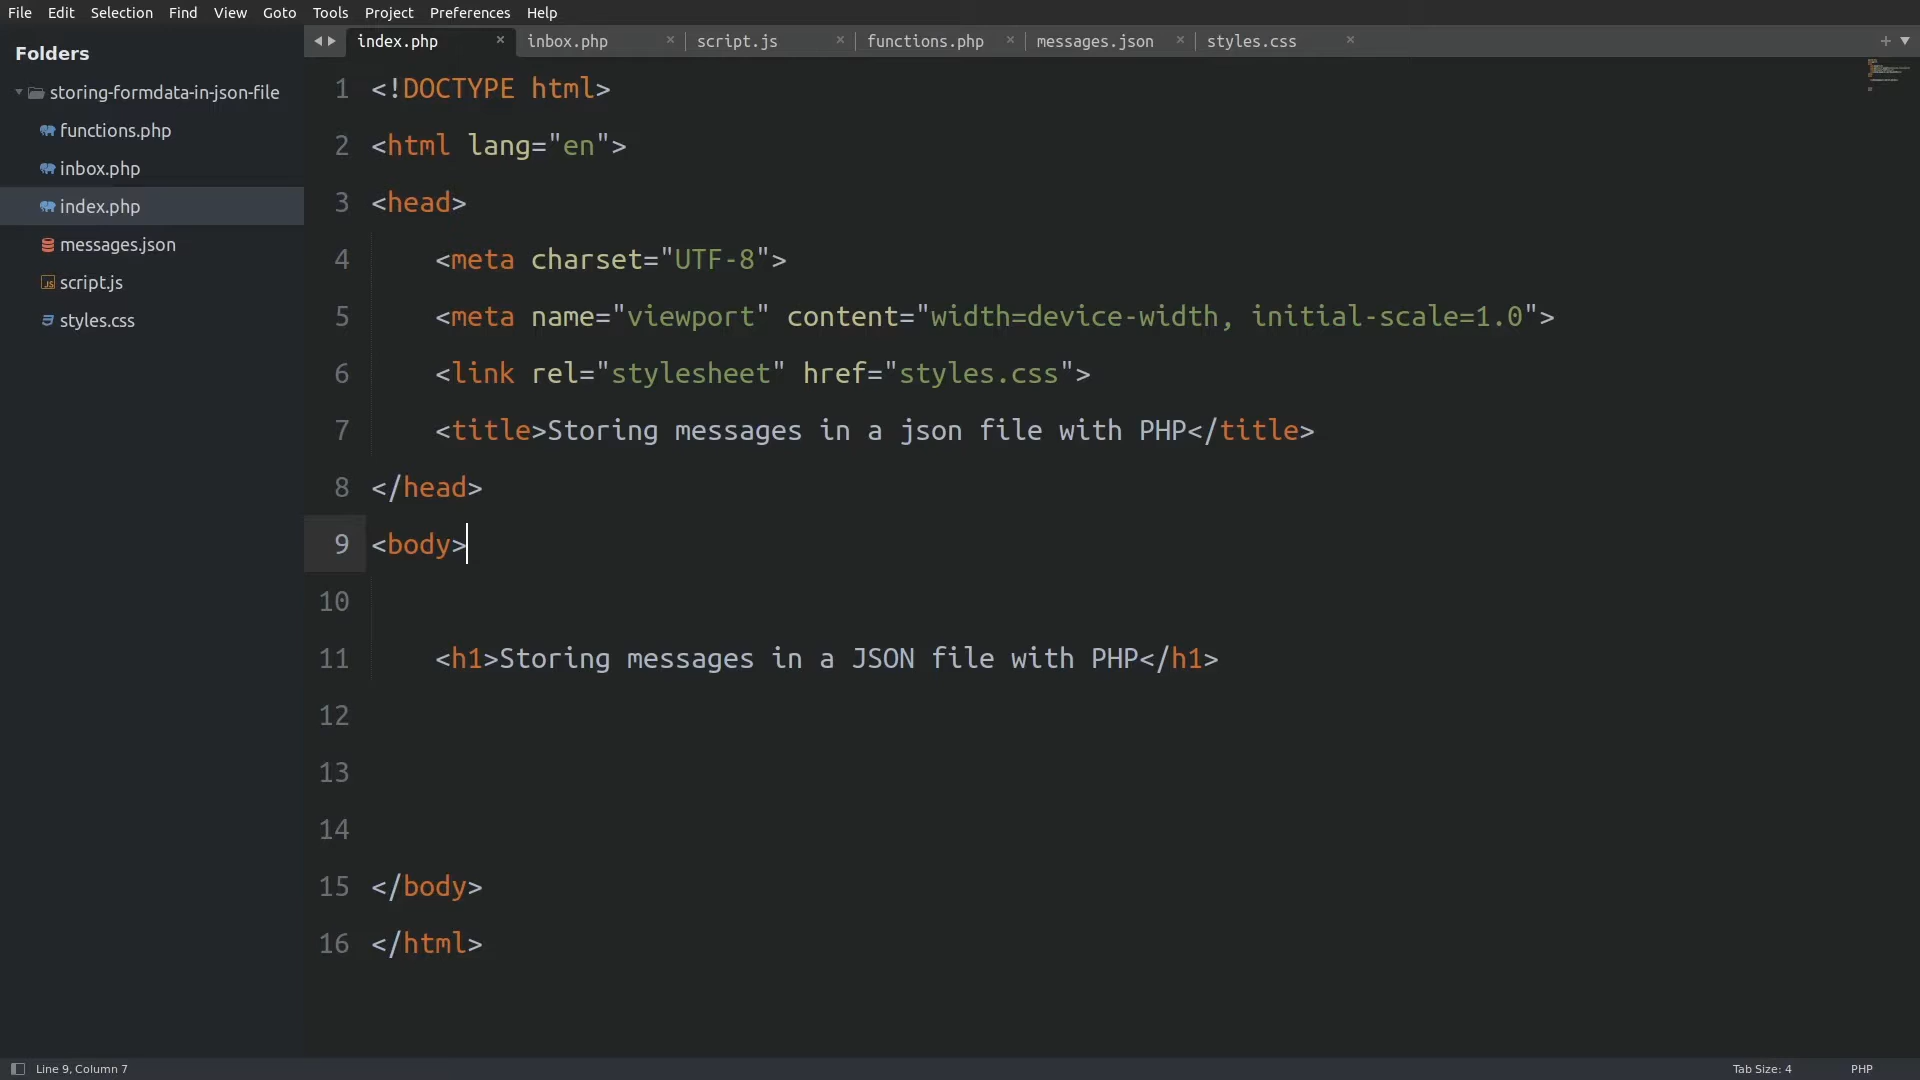 File Edit Selection Find View Goto Tools Project Preferences Help
Folders
storing-formdata-in-json-file
functions.php
inbox.php
index.php
messages.json
script.js
styles.css
index.php × inbox.php × script.js × functions.php × messages.json × styles.css × +
1 <!DOCTYPE html>
2 <html lang="en">
3 <head>
4     <meta charset="UTF-8">
5     <meta name="viewport" content="width=device-width, initial-scale=1.0">
6     <link rel="stylesheet" href="styles.css">
7     <title>Storing messages in a json file with PHP</title>
8 </head>
9 <body>
10
11     <h1>Storing messages in a JSON file with PHP</h1>
12
13
14
15 </body>
16 </html>
Line 9, Column 7 Tab Size: 4 PHP